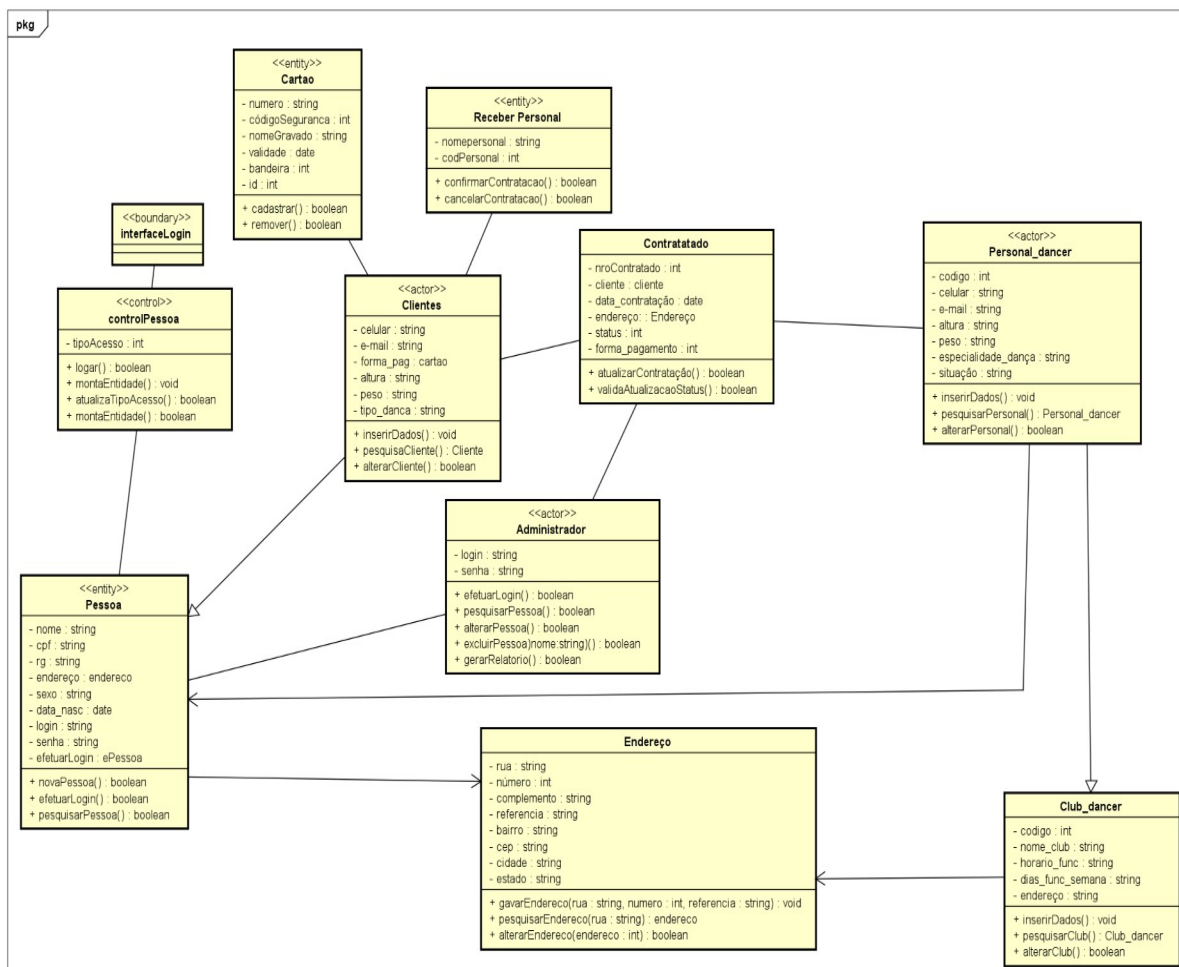 pkg
<<entity>>
Cartao
- numero : string
- códigoSeguranca : int
- nomeGravado : string
- validade : date
- bandeira : int
- id : int
+ cadastrar() : boolean
+ remover() : boolean
<<entity>>
Receber Personal
- nomepersonal : string
- codPersonal : int
+ confirmarContratacao() : boolean
+ cancelarContratacao() : boolean
<<boundary>>
interfaceLogin
<<control>>
controlPessoa
- tipoAcesso : int
+ logar() : boolean
+ montaEntidade() : void
+ atualizaTipoAcesso() : boolean
+ montaEntidade() : boolean
<<actor>>
Clientes
- celular : string
- e-mail : string
- forma_pag : cartao
- altura : string
- peso : string
- tipo_danca : string
+ inserirDados() : void
+ pesquisaCliente() : Cliente
+ alterarCliente() : boolean
Contratatado
- nroContratado : int
- cliente : cliente
- data_contratação : date
- endereço: : Endereço
- status : int
- forma_pagamento : int
+ atualizarContratação() : boolean
+ validaAtualizacaoStatus() : boolean
<<actor>>
Personal_dancer
- codigo : int
- celular : string
- e-mail : string
- altura : string
- peso : string
- especialidade_dança : string
- situação : string
+ inserirDados() : void
+ pesquisarPersonal() : Personal_dancer
+ alterarPersonal() : boolean
<<actor>>
Administrador
- login : string
- senha : string
+ efetuarLogin() : boolean
+ pesquisarPessoa() : boolean
+ alterarPessoa() : boolean
+ excluirPessoa)nome:string)() : boolean
+ gerarRelatorio() : boolean
<<entity>>
Pessoa
- nome : string
- cpf : string
- rg : string
- endereço : endereco
- sexo : string
- data_nasc : date
- login : string
- senha : string
- efetuarLogin : ePessoa
+ novaPessoa() : boolean
+ efetuarLogin() : boolean
+ pesquisarPessoa() : boolean
Endereço
- rua : string
- número : int
- complemento : string
- referencia : string
- bairro : string
- cep : string
- cidade : string
- estado : string
+ gavarEndereco(rua : string, numero : int, referencia : string) : void
+ pesquisarEndereco(rua : string) : endereco
+ alterarEndereco(endereco : int) : boolean
Club_dancer
- codigo : int
- nome_club : string
- horario_func : string
- dias_func_semana : string
- endereço : string
+ inserirDados() : void
+ pesquisarClub() : Club_dancer
+ alterarClub() : boolean